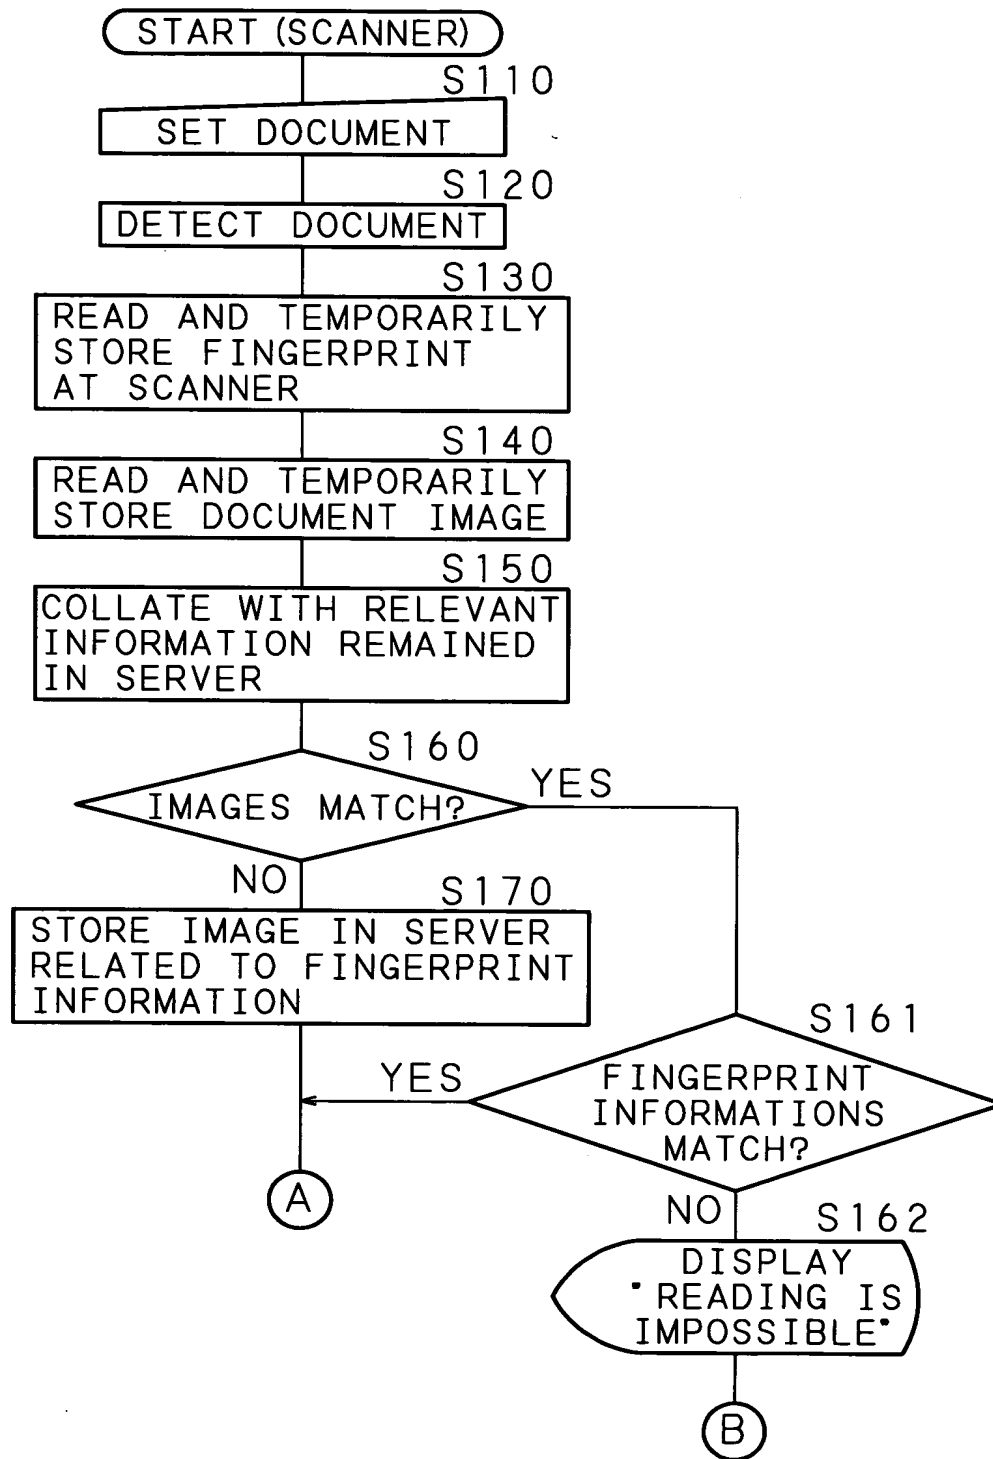 START (SCANNER)
S110
SET DOCUMENT
S120
DETECT DOCUMENT
S130
READ AND TEMPORARILY
STORE FINGERPRINT
AT SCANNER
S140
READ AND TEMPORARILY
STORE DOCUMENT IMAGE
S150
COLLATE WITH RELEVANT
INFORMATION REMAINED
IN SERVER
S160
IMAGES MATCH?
YES
NO
S170
STORE IMAGE IN SERVER
RELATED TO FINGERPRINT
INFORMATION
S161
FINGERPRINT
INFORMATIONS
MATCH?
YES
A
NO
S162
DISPLAY
"READING IS
IMPOSSIBLE"
B